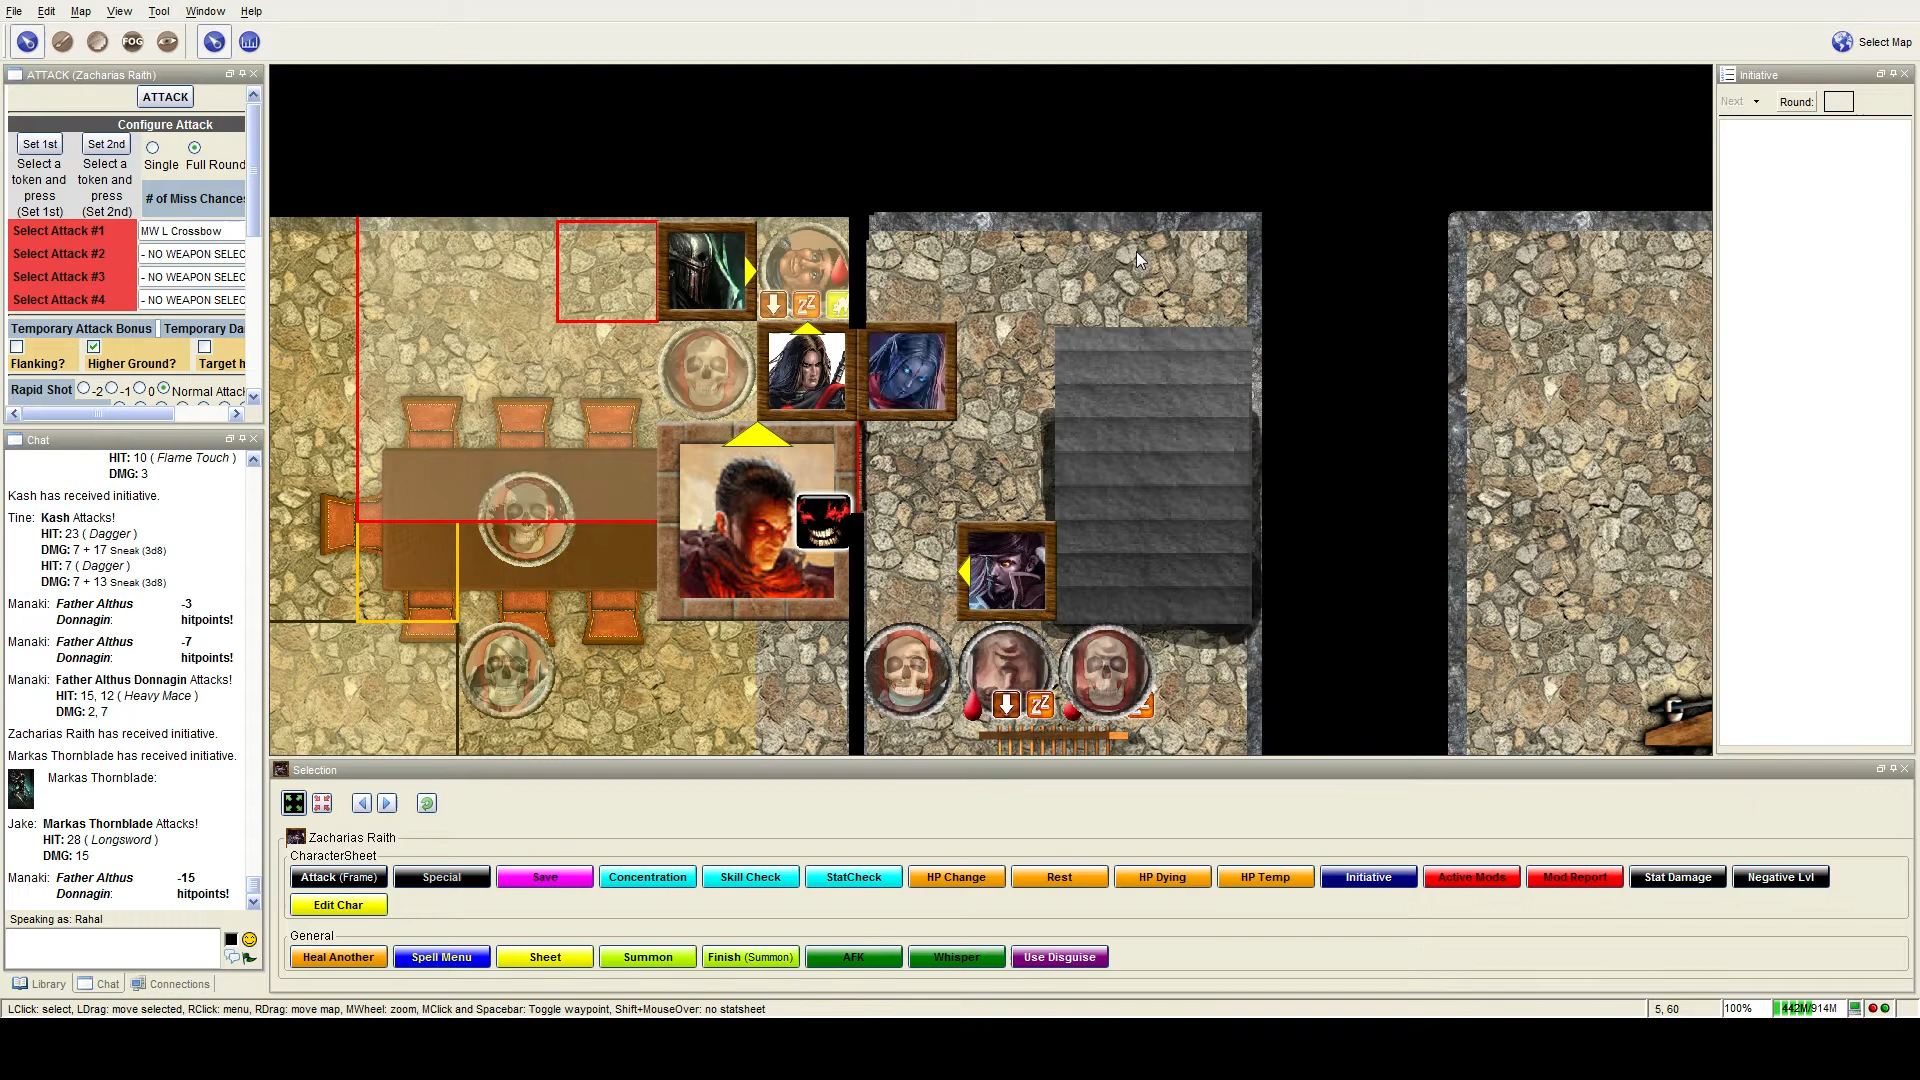 File Edit Map View Tool Window Help
FOG
Select Map
ATTACK (Zacharias Raith)
ATTACK
Configure Attack
Set 1st Set 2nd
Single Full Round
Select a token and press (Set 1st)
Select a token and press (Set 2nd)
# of Miss Chances
Select Attack #1 MW L Crossbow
Select Attack #2 - NO WEAPON SELEC
Select Attack #3 - NO WEAPON SELEC
Select Attack #4 - NO WEAPON SELEC
Temporary Attack Bonus Temporary Da
Flanking? Higher Ground? Target h
Rapid Shot -2 -1 0 Normal Attac
Chat
HIT: 10 ( Flame Touch )
DMG: 3
Kash has received initiative.
Tine: Kash Attacks!
HIT: 23 ( Dagger )
DMG: 7 + 17 Sneak (3d8)
HIT: 7 ( Dagger )
DMG: 7 + 13 Sneak (3d8)
Manaki: Father Althus Donnagin: -3 hitpoints!
Manaki: Father Althus Donnagin: -7 hitpoints!
Manaki: Father Althus Donnagin Attacks!
HIT: 15, 12 ( Heavy Mace )
DMG: 2, 7
Zacharias Raith has received initiative.
Markas Thornblade has received initiative.
Markas Thornblade:
Jake: Markas Thornblade Attacks!
HIT: 28 ( Longsword )
DMG: 15
Manaki: Father Althus Donnagin: -15 hitpoints!
Speaking as: Rahal
Library Chat Connections
Initiative
Next Round:
Selection
Zacharias Raith
CharacterSheet
Attack (Frame) Special Save Concentration Skill Check StatCheck HP Change Rest HP Dying HP Temp Initiative Active Mods Mod Report Stat Damage Negative Lvl
Edit Char
General
Heal Another Spell Menu Sheet Summon Finish (Summon) AFK Whisper Use Disguise
LClick: select, LDrag: move selected, RClick: menu, RDrag: move map, MWheel: zoom, MClick and Spacebar: Toggle waypoint, Shift+MouseOver: no statsheet
5, 60 100% 442M/914M